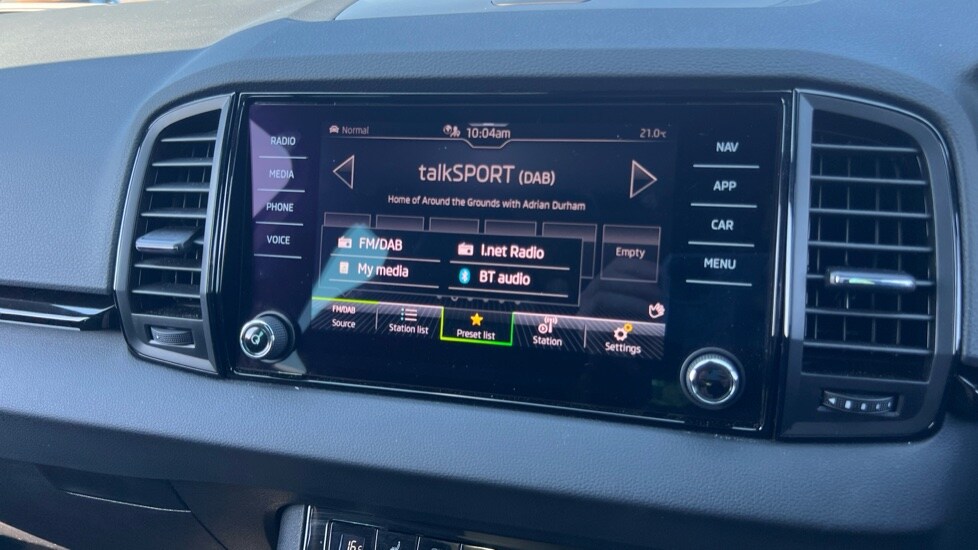 RADIO
MEDIA
PHONE
VOICE
Normal
10:04am
21.0°c
talkSPORT (DAB)
Home of Around the Grounds with Adrian Durham
FM/DAB
I.net Radio
My media
BT audio
Empty
FM/DAB
Source
Station list
Preset list
Station
Settings
NAV
APP
CAR
MENU